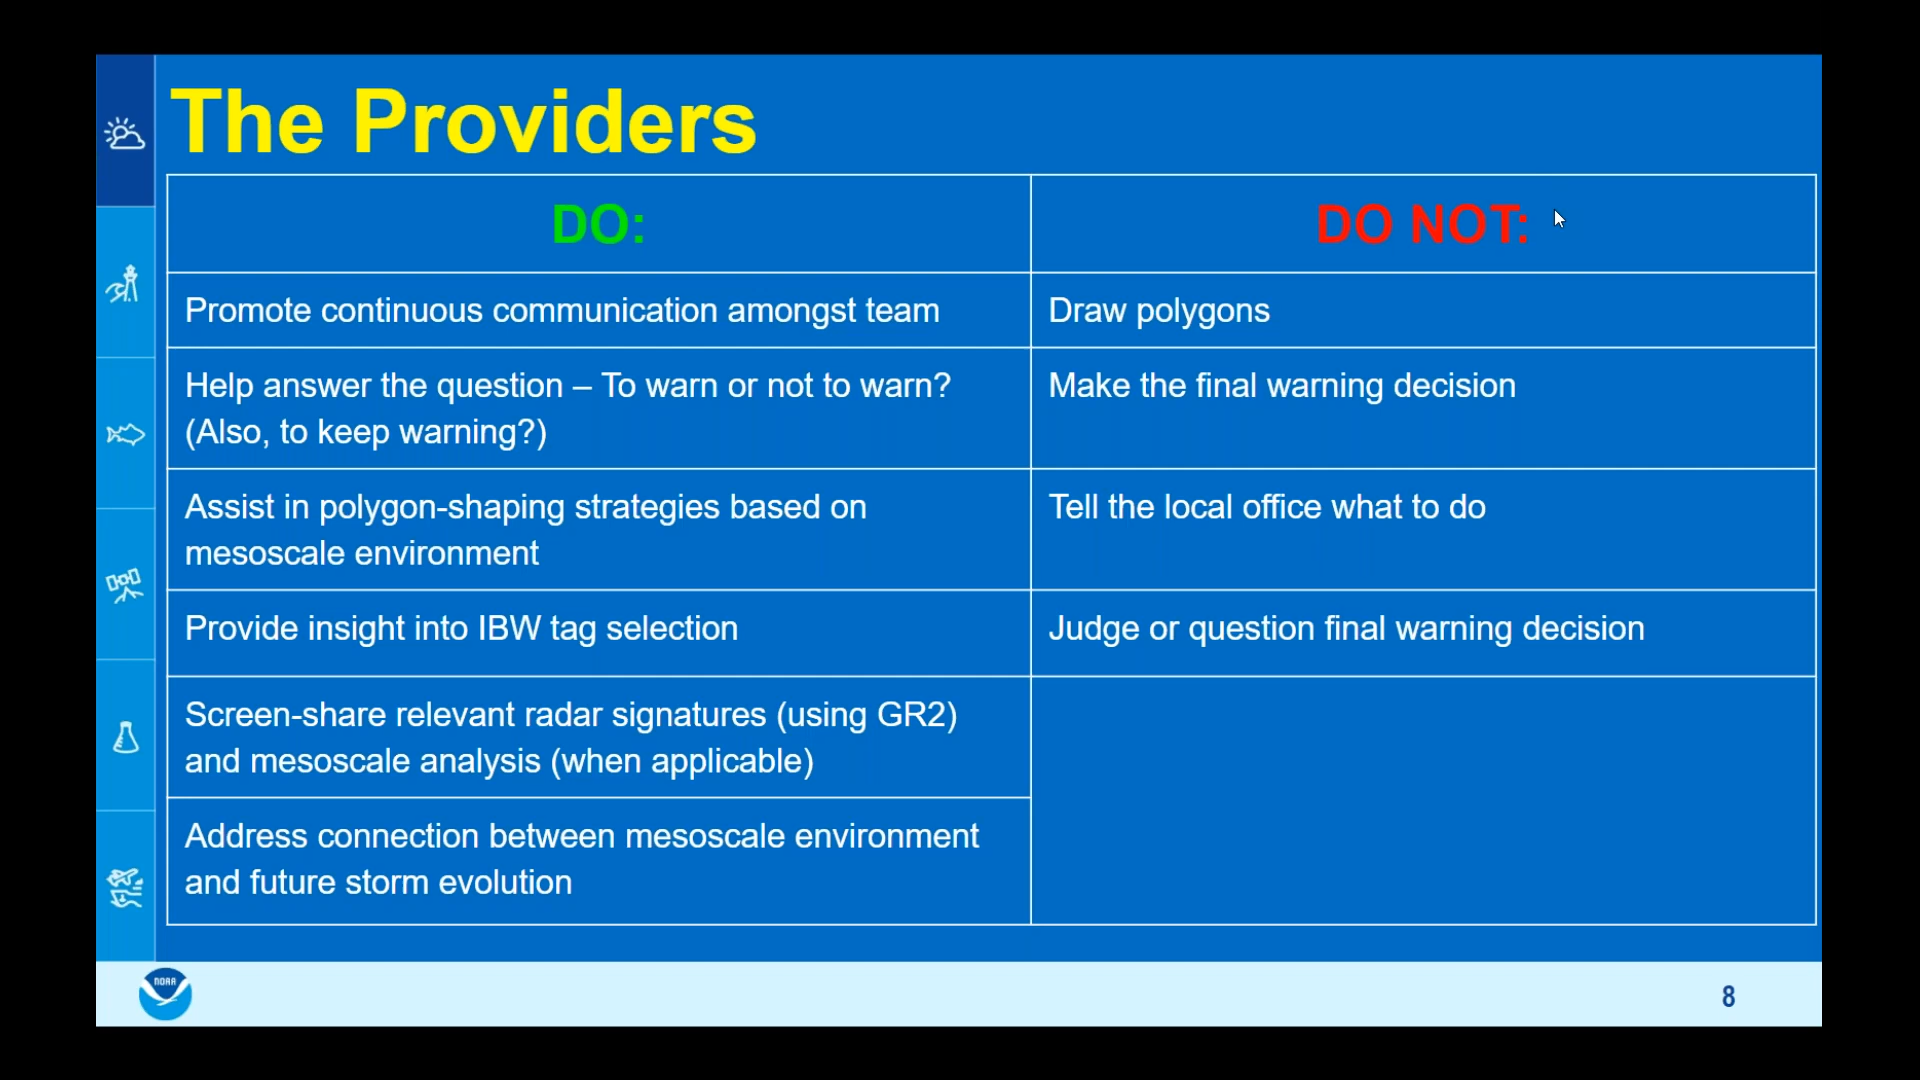 The Providers
DO:
DO NOT:
Promote continuous communication amongst team
Draw polygons
Help answer the question – To warn or not to warn?
(Also, to keep warning?)
Make the final warning decision
Assist in polygon-shaping strategies based on
mesoscale environment
Tell the local office what to do
Provide insight into IBW tag selection
Judge or question final warning decision
Screen-share relevant radar signatures (using GR2)
and mesoscale analysis (when applicable)
Address connection between mesoscale environment
and future storm evolution
NOAA
8